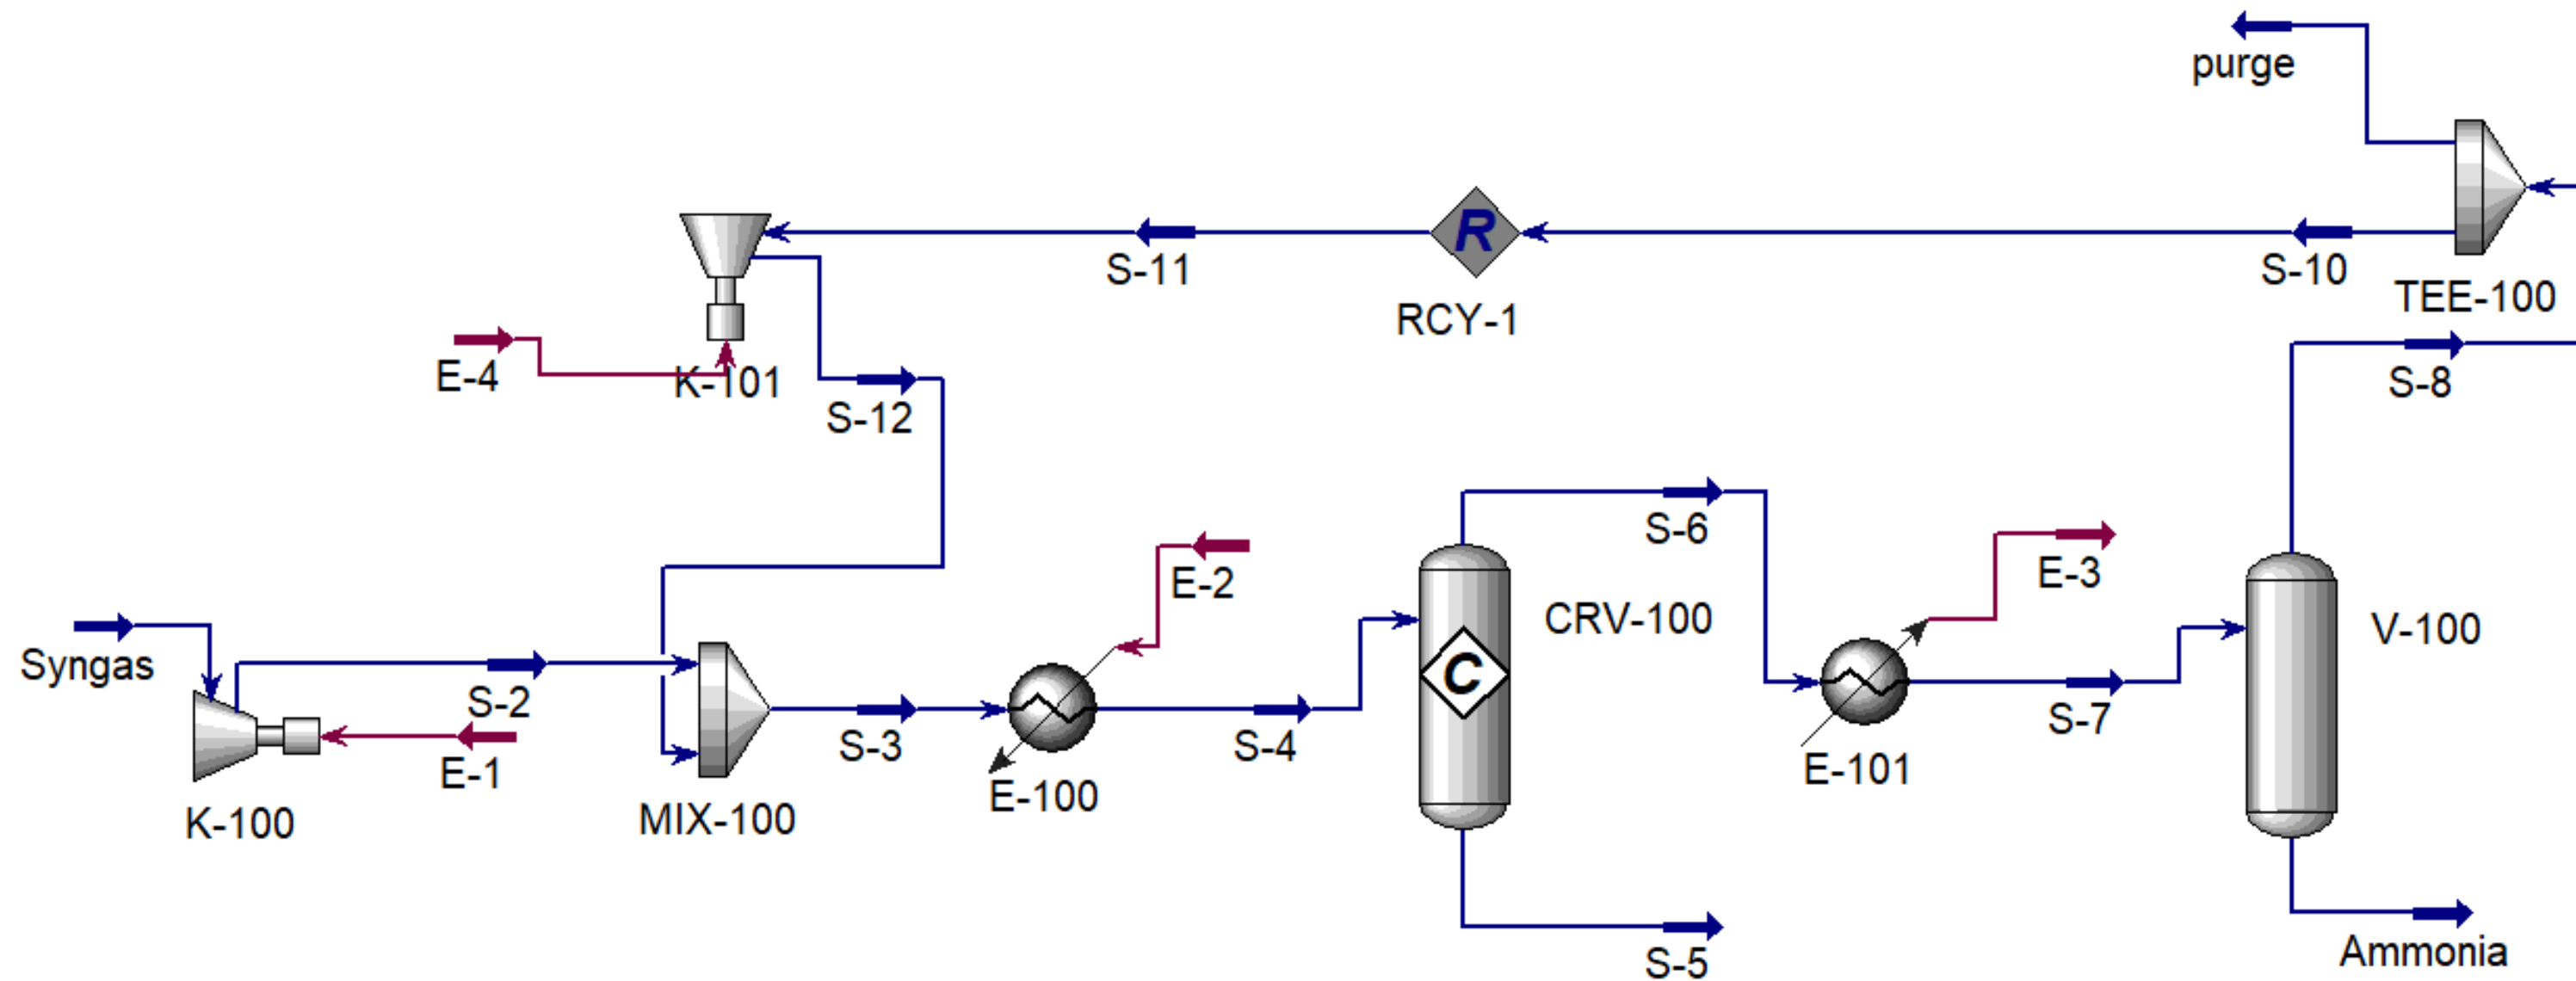 purge
S-11
S-10
RCY-1
TEE-100
E-4
K-101
S-8
S-12
S-6
E-2
E-3
CRV-100
V-100
Syngas
S-2
S-3
S-4
S-7
E-1
E-101
E-100
K-100
MIX-100
S-5
Ammonia
R
C